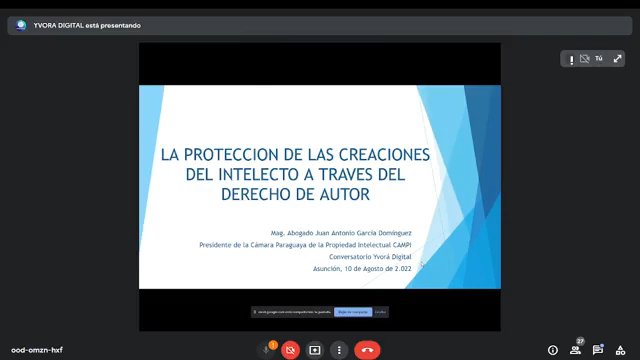 YVORA DIGITAL está presentando
Tú
LA PROTECCION DE LAS CREACIONES
DEL INTELECTO A TRAVES DEL
DERECHO DE AUTOR
Mag. Abogado Juan Antonio Garcia Domínguez
Presidente de la Cámara Paraguaya de la Propiedad Intelectual CAMPI
Conversatorio Yvorá Digital
Asunción, 10 de Agosto de 2.022
ood-omzn-hxf
27